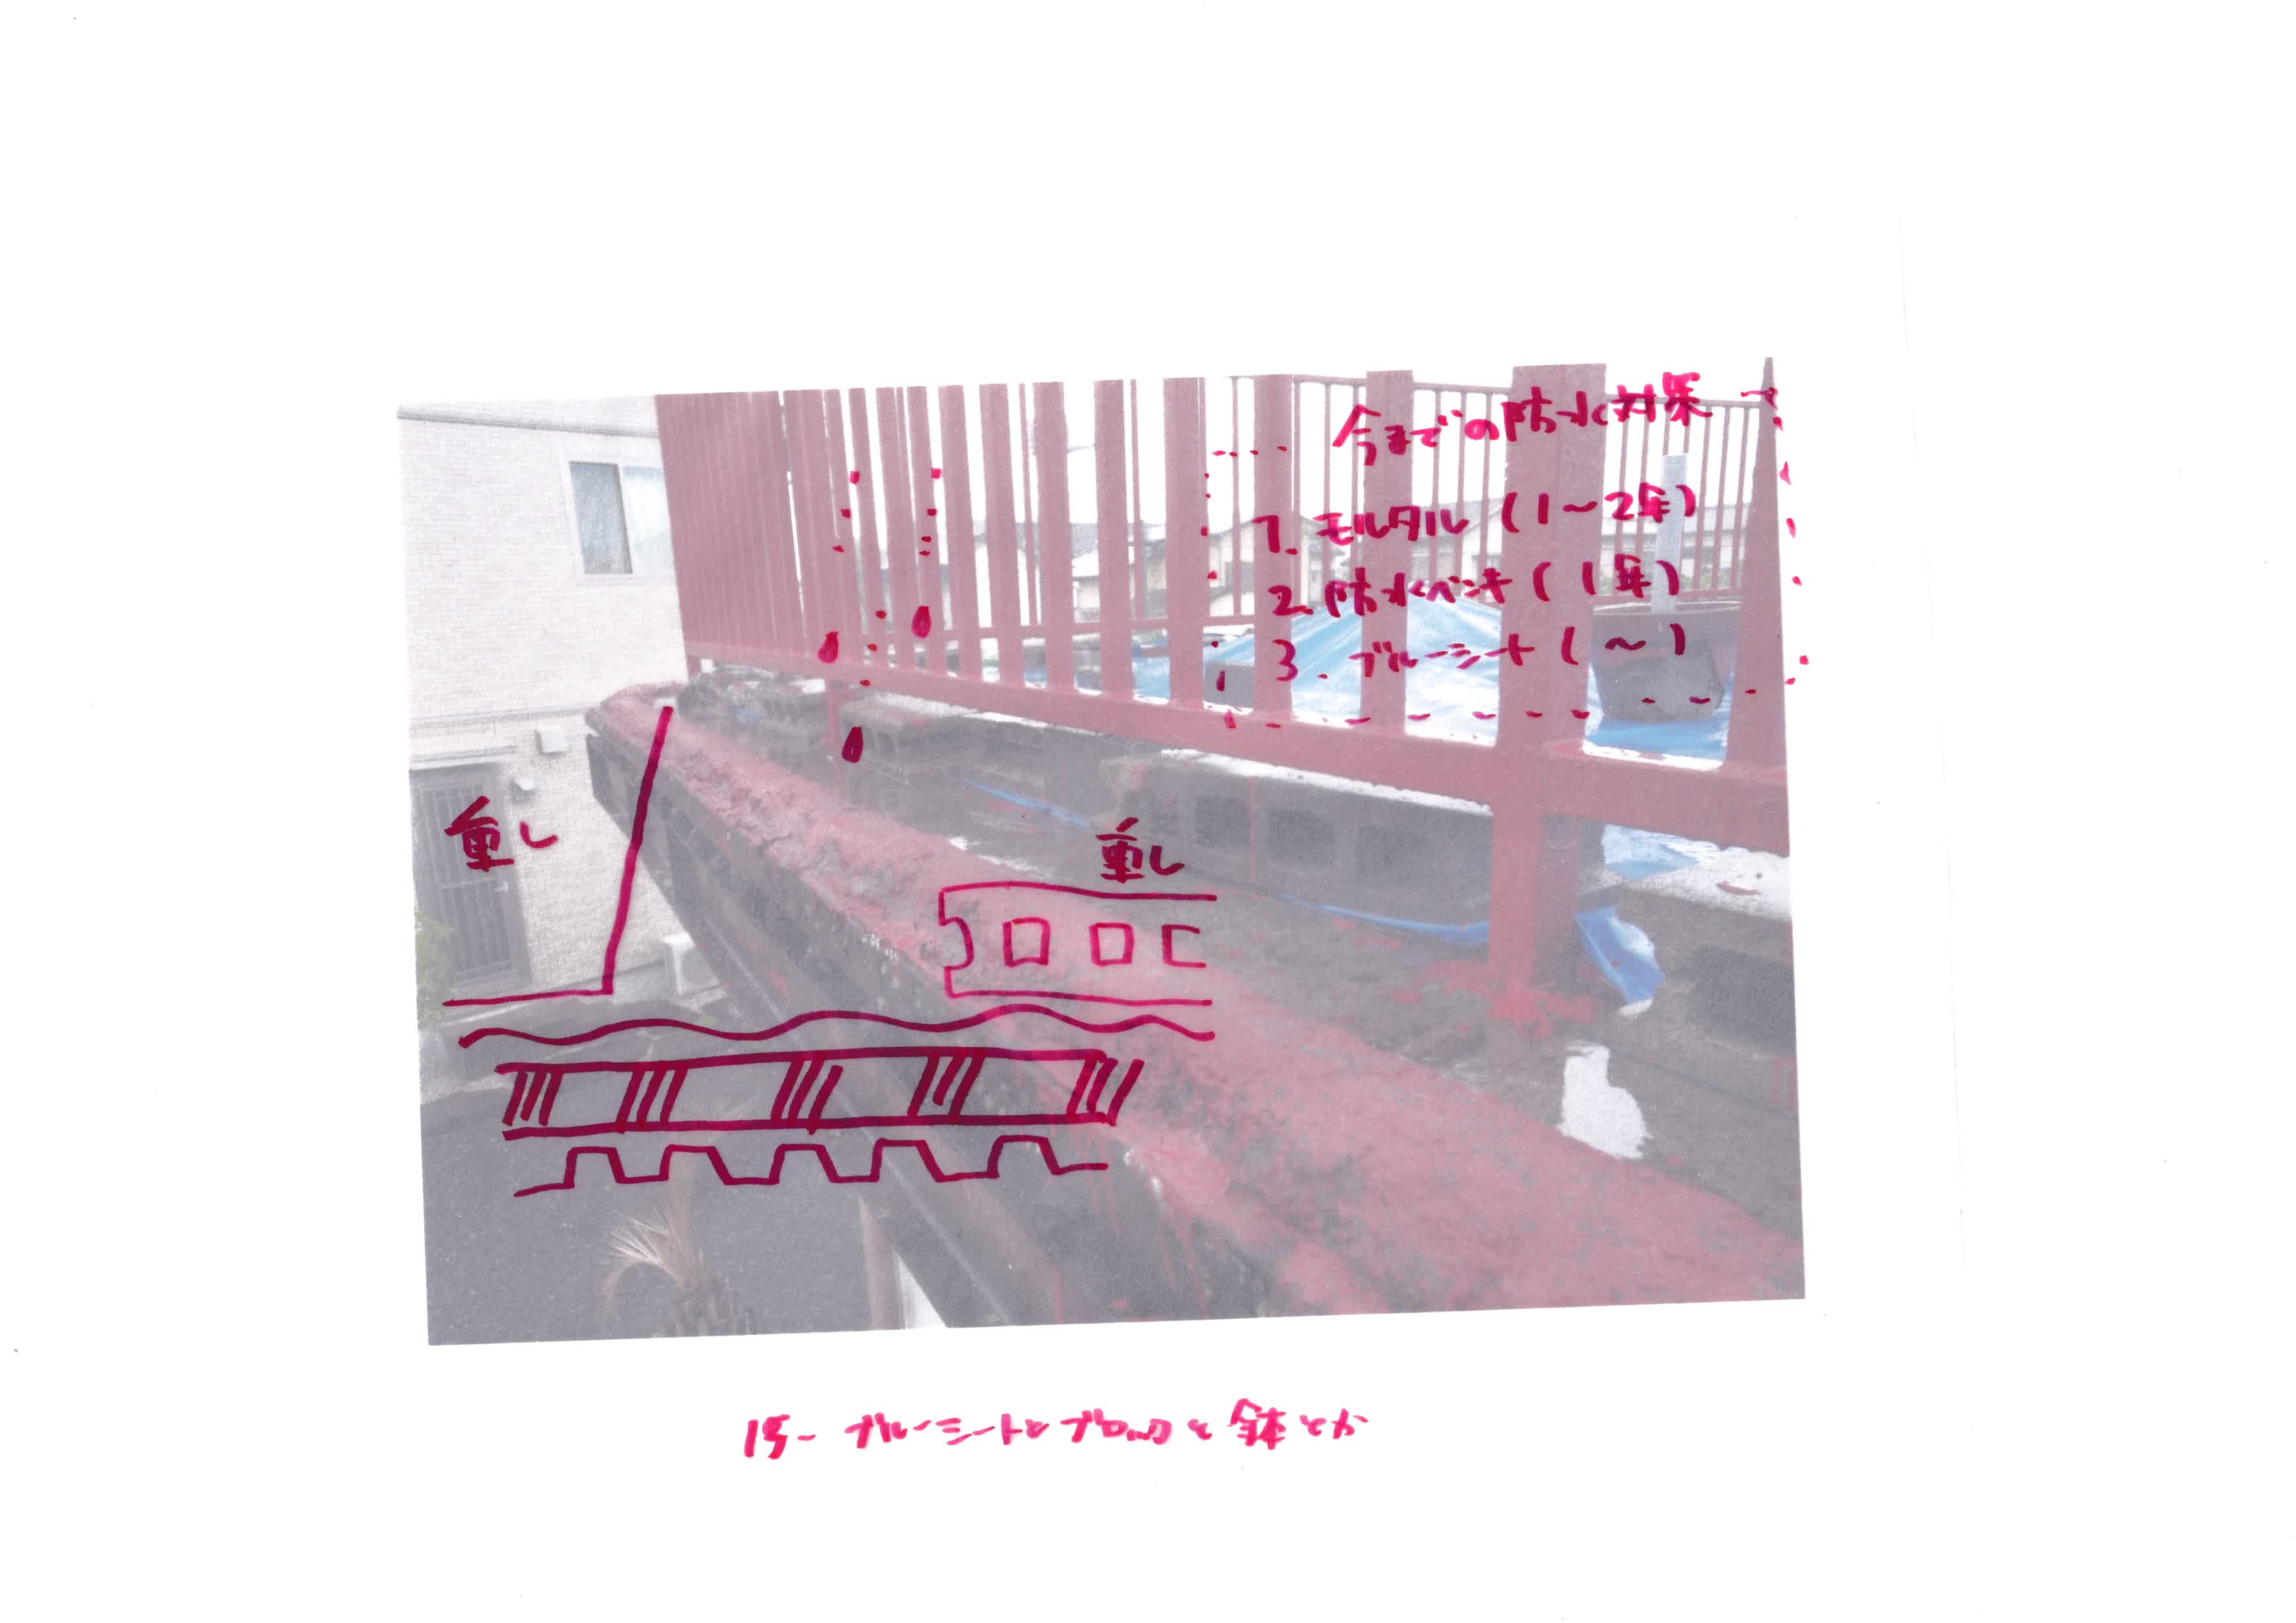 今までの防水対策
1. モルタル (1〜2年)
2. 防水ペンキ (1年)
3. ブルーシート (〜)
重し
重し
15- ブルーシートとブロックと鉢とか